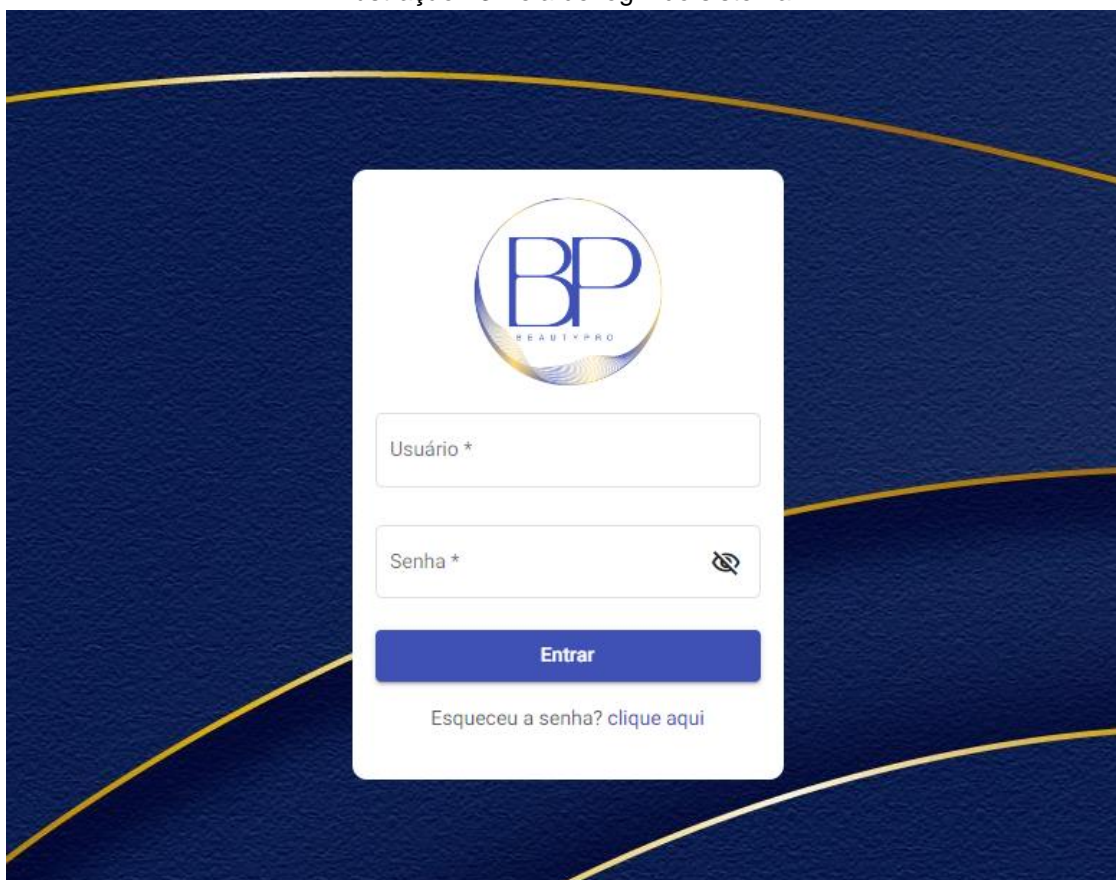 BP
BEAUTYPRO
Usuário *
Senha *
Entrar
Esqueceu a senha? clique aqui